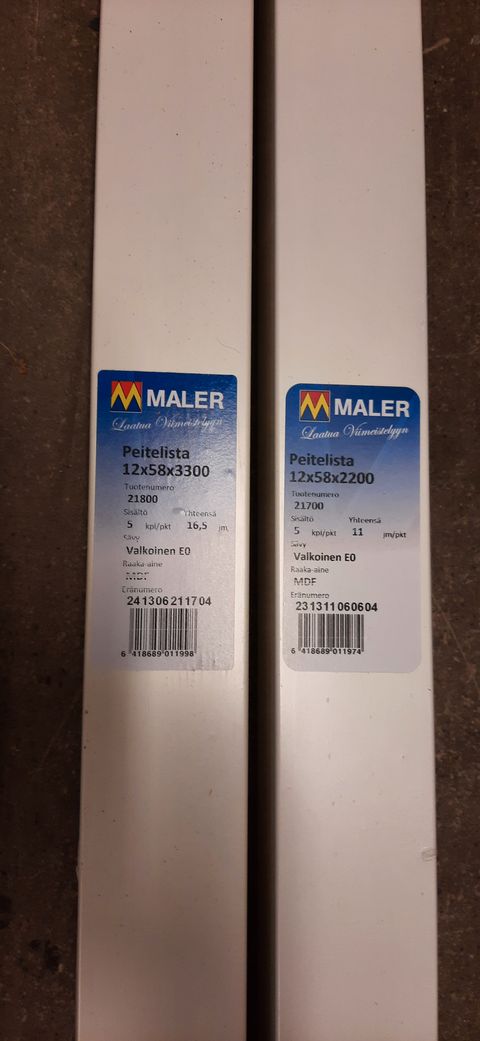 MALER
Laatua Viimeistelyyn
Peitelista
12x58x3300
Tuotenumero
21800
Sisältö Yhteensä
5 kpl/pkt 16,5 jm
Sävy
Valkoinen E0
Raaka-aine
MDF
Eränumero
241306211704
6 418689 011998
MALER
Laatua Viimeistelyyn
Peitelista
12x58x2200
Tuotenumero
21700
Sisältö Yhteensä
5 kpl/pkt 11 jm/pkt
Sävy
Valkoinen E0
Raaka-aine
MDF
Eränumero
231311060604
6 418689 011974